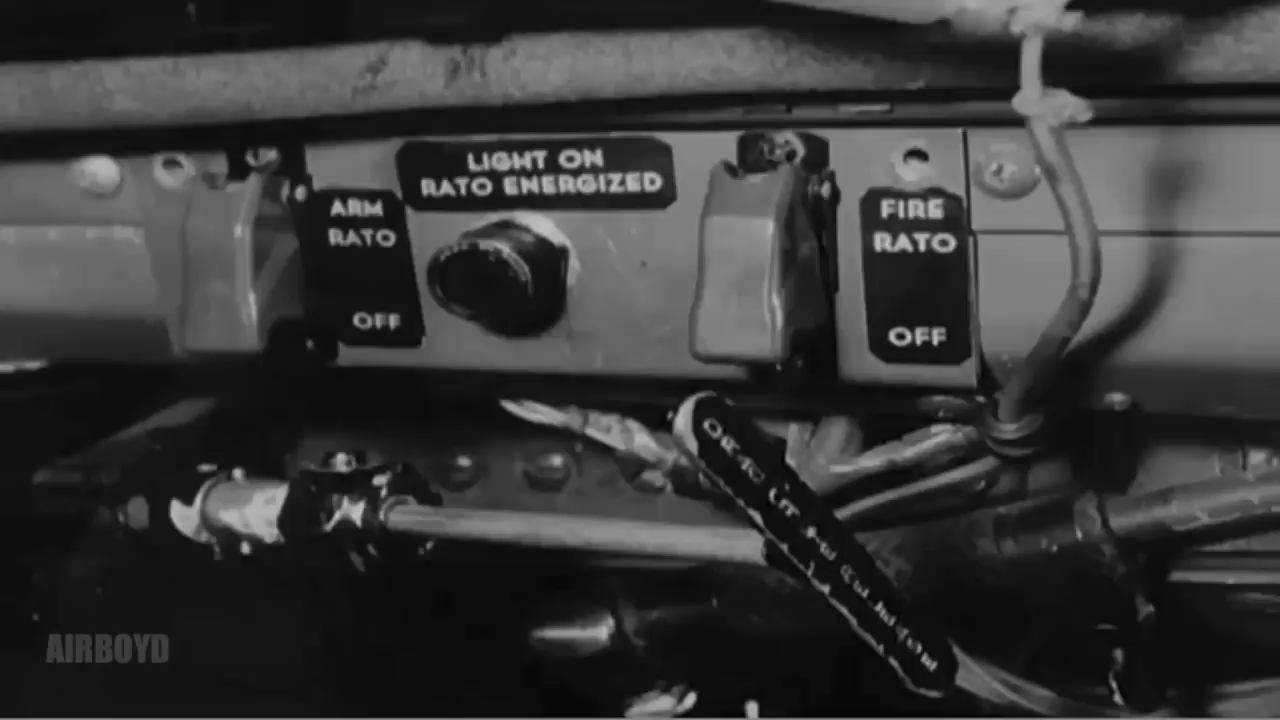 LIGHT ON
RATO ENERGIZED
ARM
RATO
OFF
FIRE
RATO
OFF
AIRBOYD